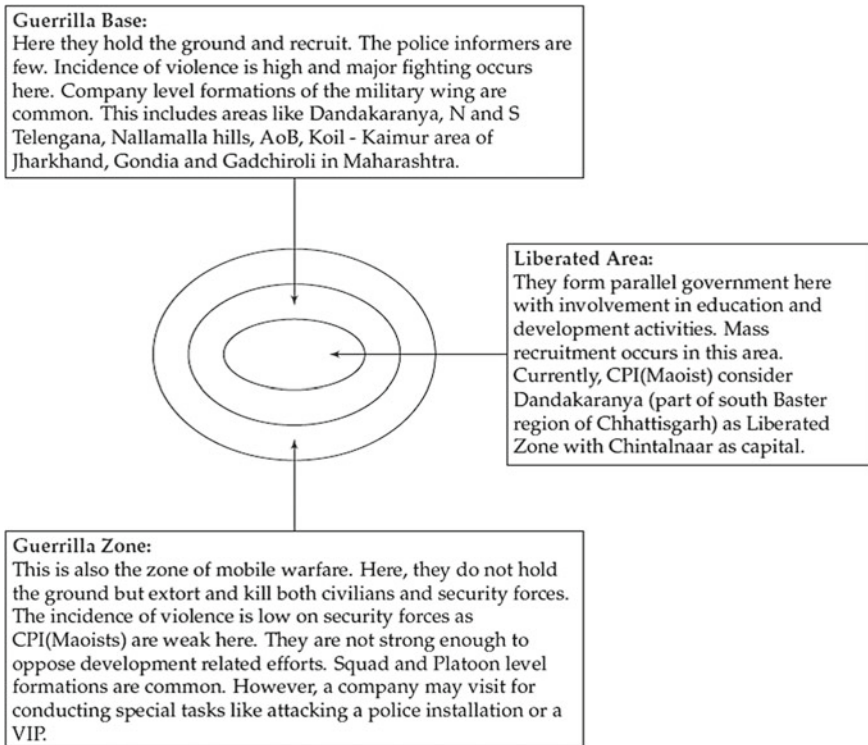 Guerrilla Base:
Here they hold the ground and recruit. The police informers are
few. Incidence of violence is high and major fighting occurs
here. Company level formations of the military wing are
common. This includes areas like Dandakaranya, N and S
Telengana, Nallamalla hills, AoB, Koil - Kaimur area of
Jharkhand, Gondia and Gadchiroli in Maharashtra.
Liberated Area:
They form parallel government here
with involvement in education and
development activities. Mass
recruitment occurs in this area.
Currently, CPI(Maoist) consider
Dandakaranya (part of south Baster
region of Chhattisgarh) as Liberated
Zone with Chintalnaar as capital.
Guerrilla Zone:
This is also the zone of mobile warfare. Here, they do not hold
the ground but extort and kill both civilians and security forces.
The incidence of violence is low on security forces as
CPI(Maoists) are weak here. They are not strong enough to
oppose development related efforts. Squad and Platoon level
formations are common. However, a company may visit for
conducting special tasks like attacking a police installation or a
VIP.